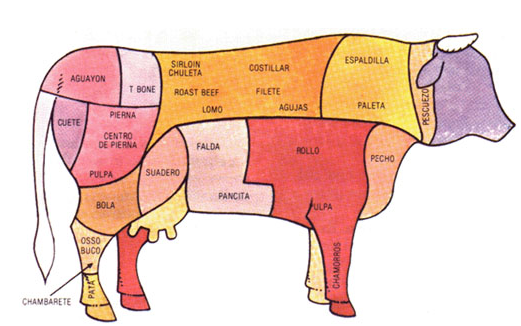 AGUAYON
T BONE
SIRLOIN
CHULETA
COSTILLAR
ROAST BEEF
FILETE
LOMO
AGUJAS
ESPALDILLA
PALETA
PESCUEZO
CUETE
PIERNA
CENTRO
DE PIERNA
PULPA
SUADERO
FALDA
PANCITA
ROLLO
PECHO
ULPA
BOLA
OSSO
BUCO
CHAMORROS
PATA
CHAMBARETE